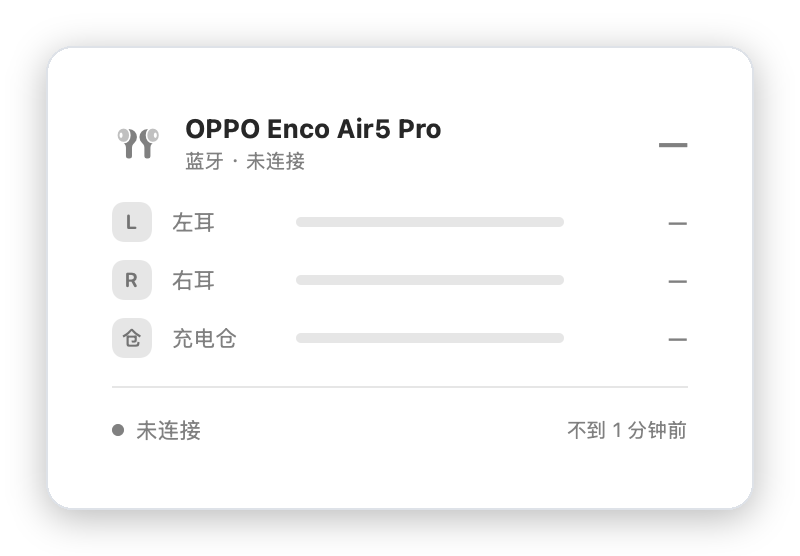 OPPO Enco Air5 Pro
蓝牙 · 未连接
—
L 左耳 —
R 右耳 —
仓 充电仓 —
未连接 不到 1 分钟前